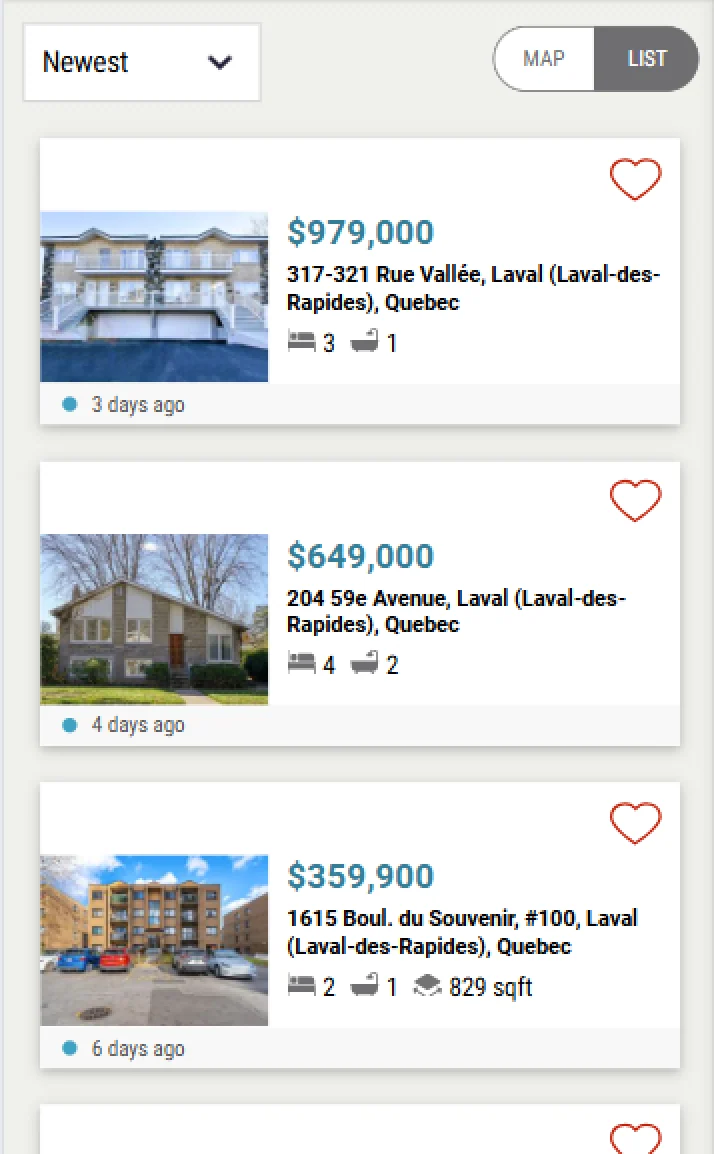 Newest
MAP LIST
$979,000
317-321 Rue Vallée, Laval (Laval-des-
Rapides), Quebec
3 1
3 days ago
$649,000
204 59e Avenue, Laval (Laval-des-
Rapides), Quebec
4 2
4 days ago
$359,900
1615 Boul. du Souvenir, #100, Laval
(Laval-des-Rapides), Quebec
2 1 829 sqft
6 days ago